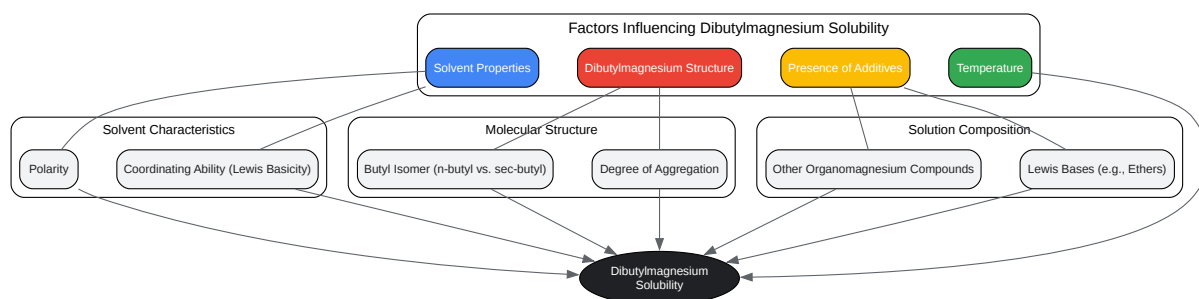 Factors Influencing Dibutylmagnesium Solubility
Solvent Properties
Dibutylmagnesium Structure
Presence of Additives
Temperature
Solvent Characteristics
Molecular Structure
Solution Composition
Polarity
Coordinating Ability (Lewis Basicity)
Butyl Isomer (n-butyl vs. sec-butyl)
Degree of Aggregation
Other Organomagnesium Compounds
Lewis Bases (e.g., Ethers)
Dibutylmagnesium
Solubility